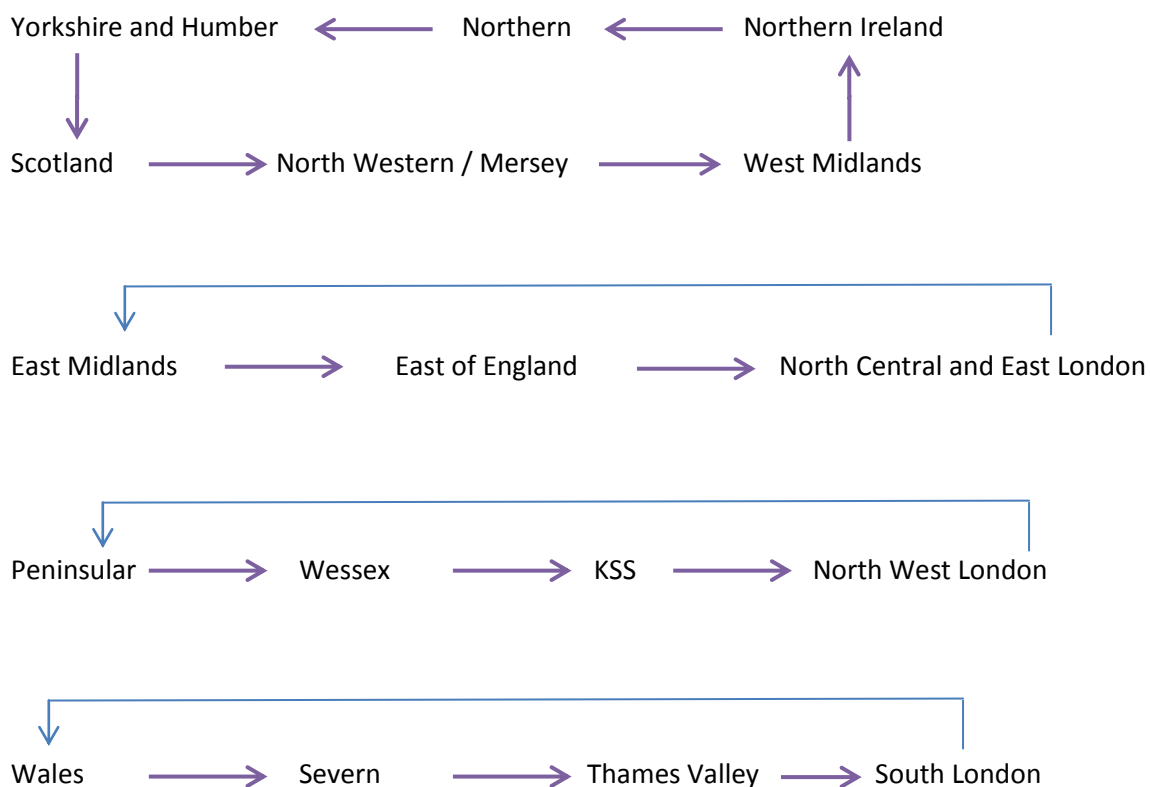 Yorkshire and Humber Northern Northern Ireland
Scotland North Western / Mersey West Midlands
East Midlands East of England North Central and East London
Peninsular Wessex KSS North West London
Wales Severn Thames Valley South London